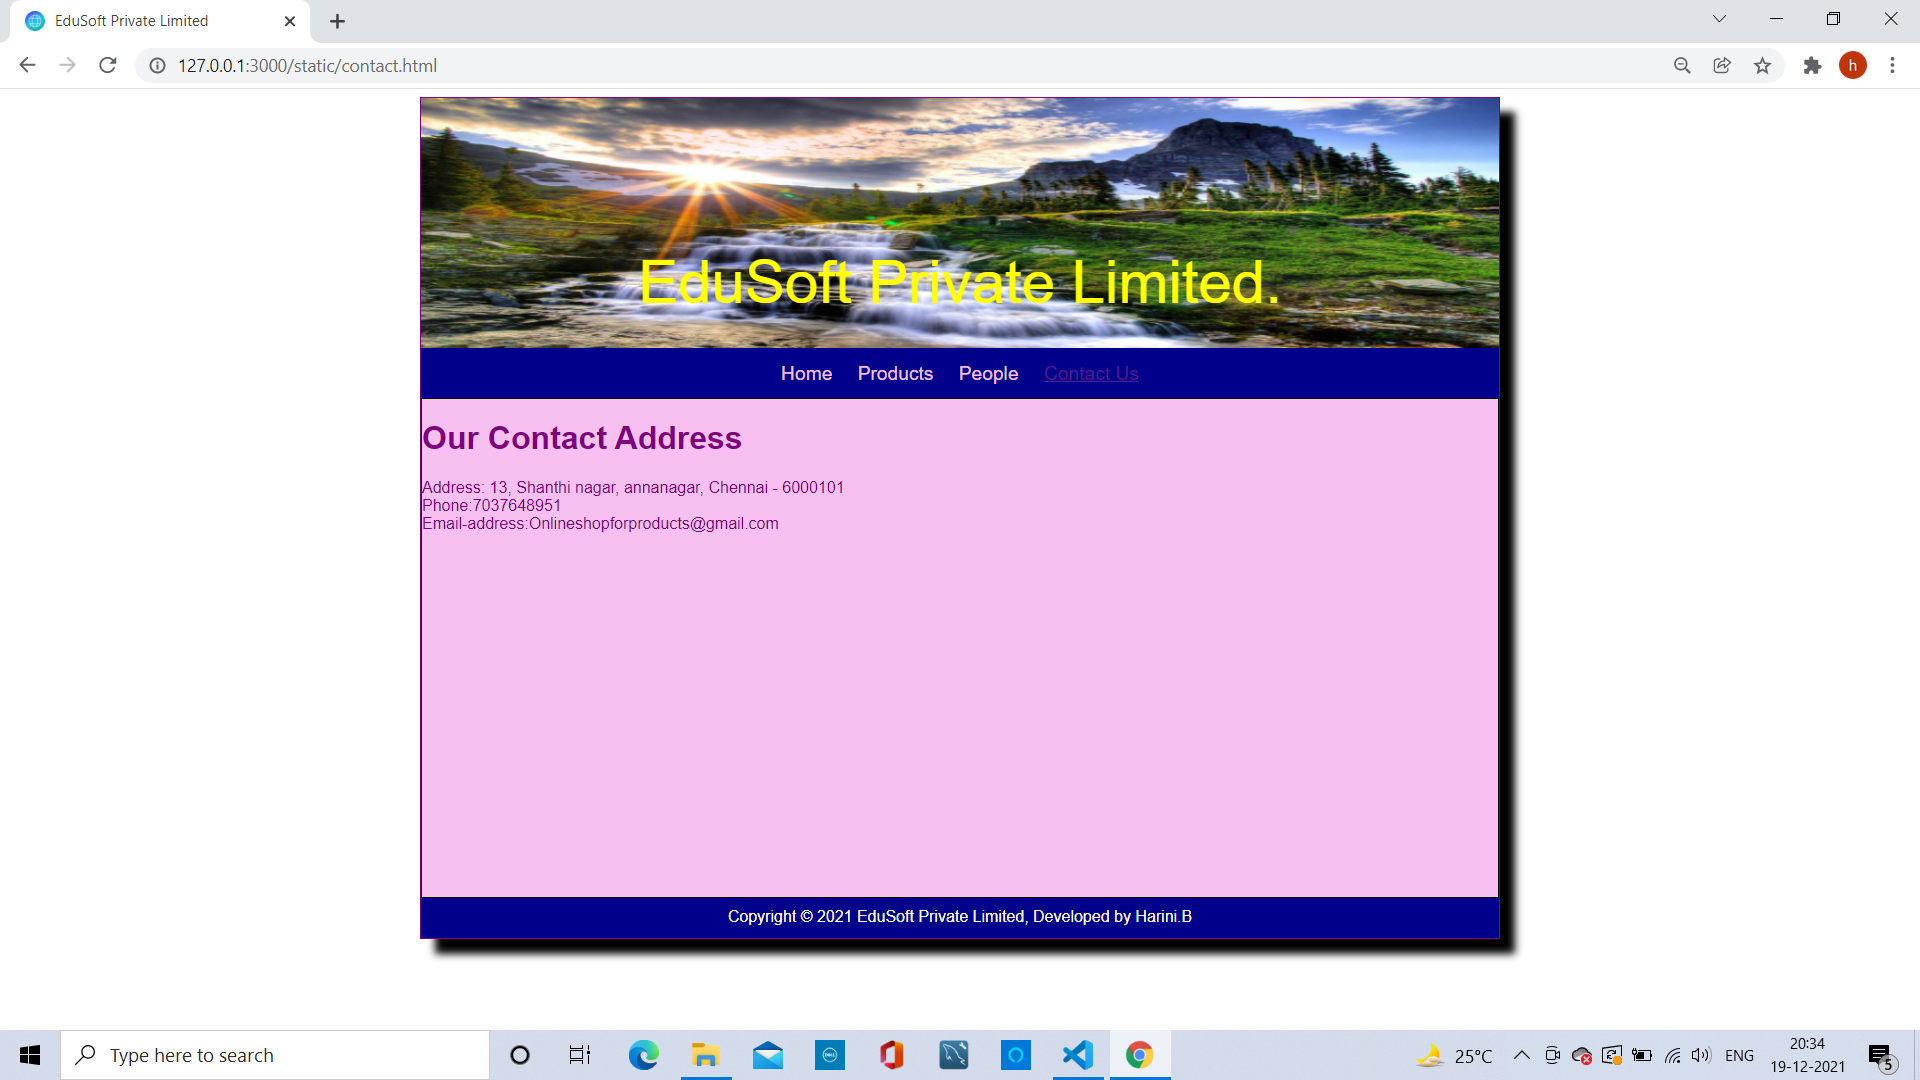 EduSoft Private Limited
127.0.0.1:3000/static/contact.html
h
EduSoft Private Limited.
Home Products People Contact Us
Our Contact Address
Address: 13, Shanthi nagar, annanagar, Chennai - 6000101
Phone:7037648951
Email-address:Onlineshopforproducts@gmail.com
Copyright © 2021 EduSoft Private Limited, Developed by Harini.B
Type here to search
DELL
25°C
ENG
20:34
19-12-2021
5